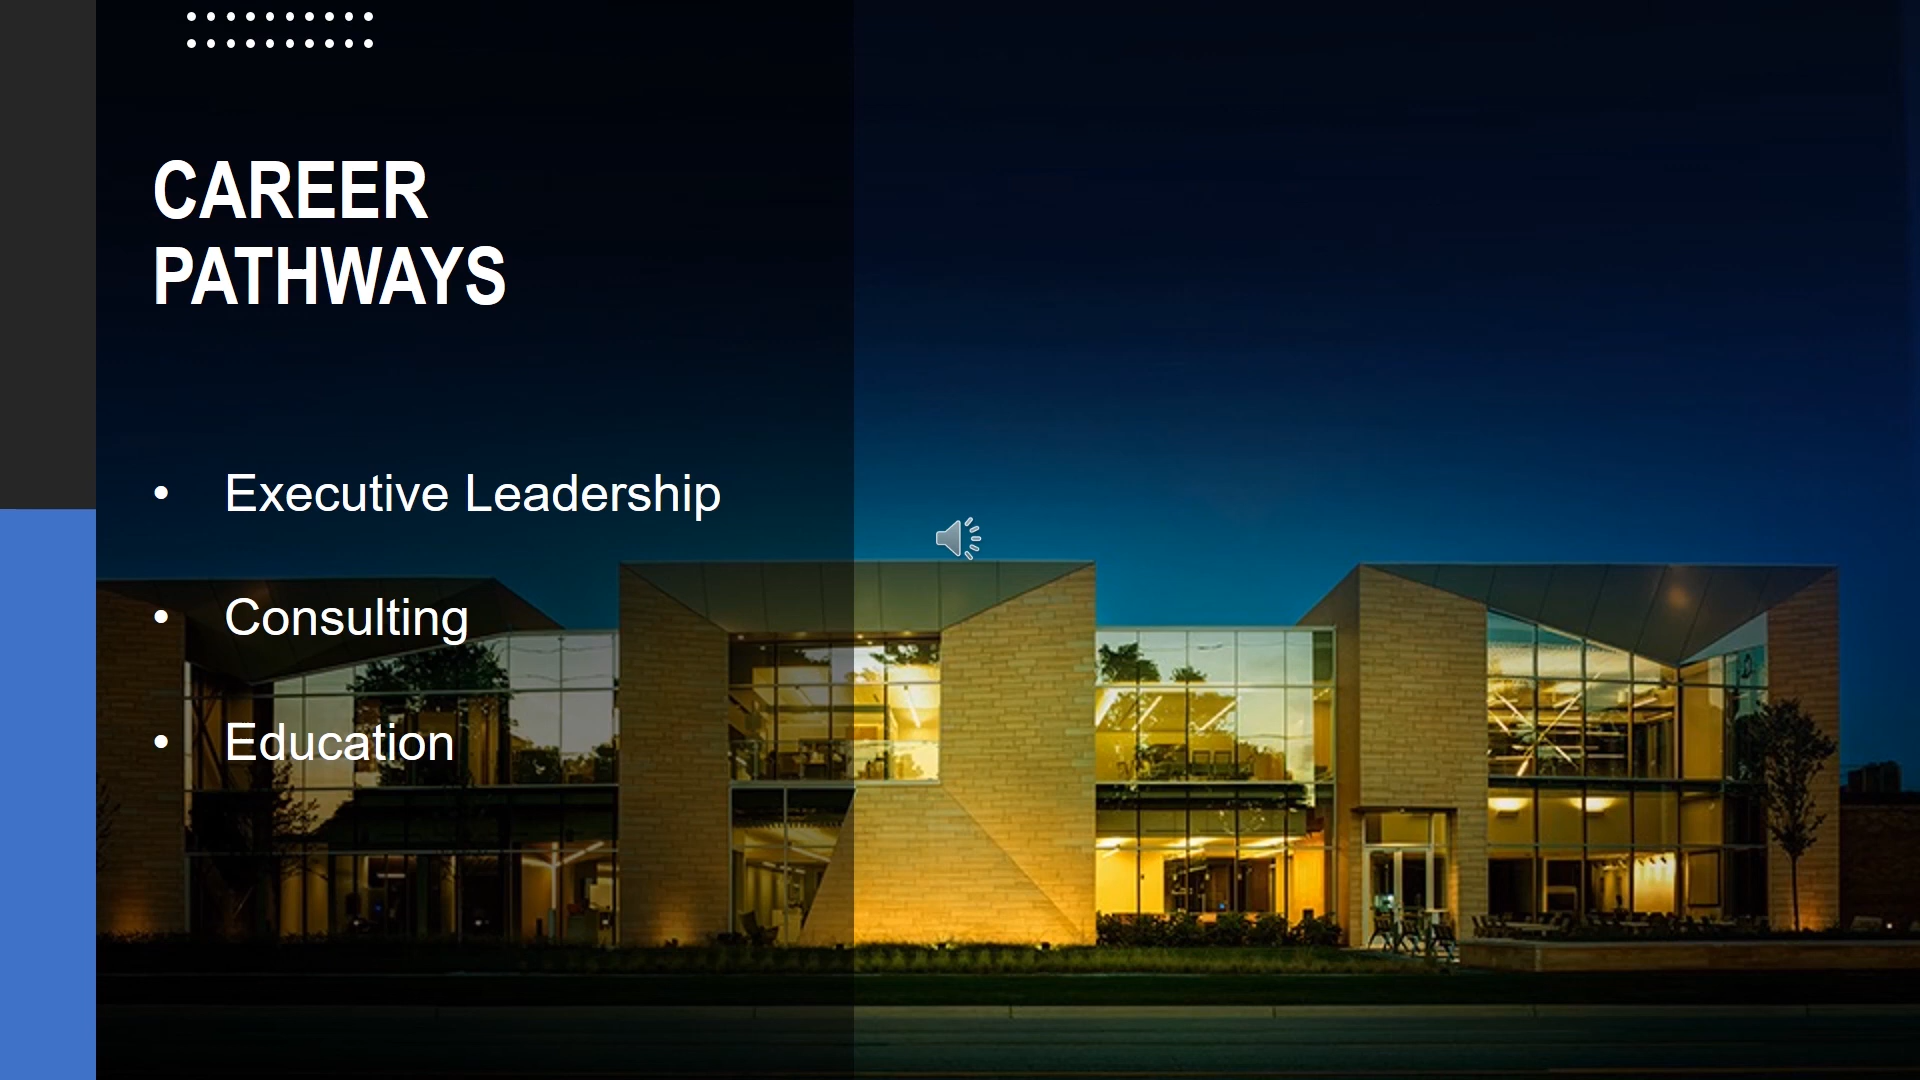 CAREER
PATHWAYS
• Executive Leadership
• Consulting
• Education